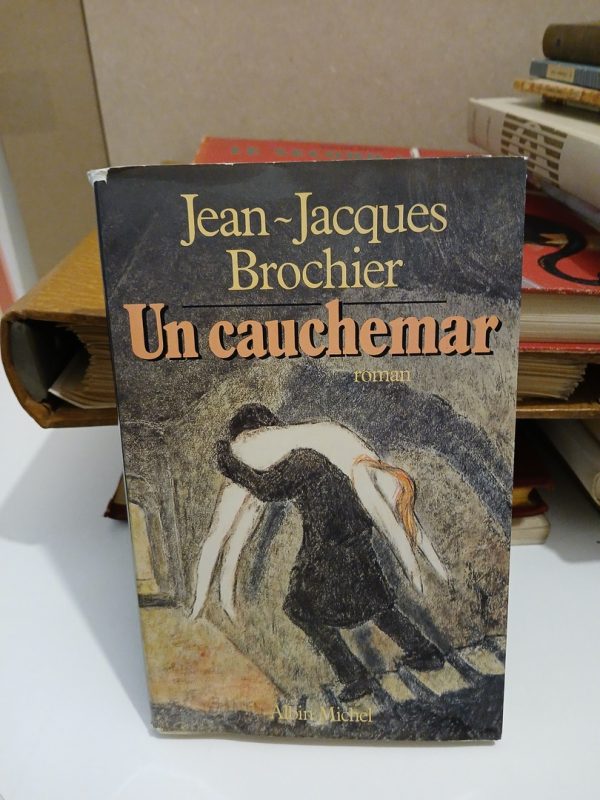 Jean~Jacques
Brochier
Un cauchemar
roman
Albin Michel